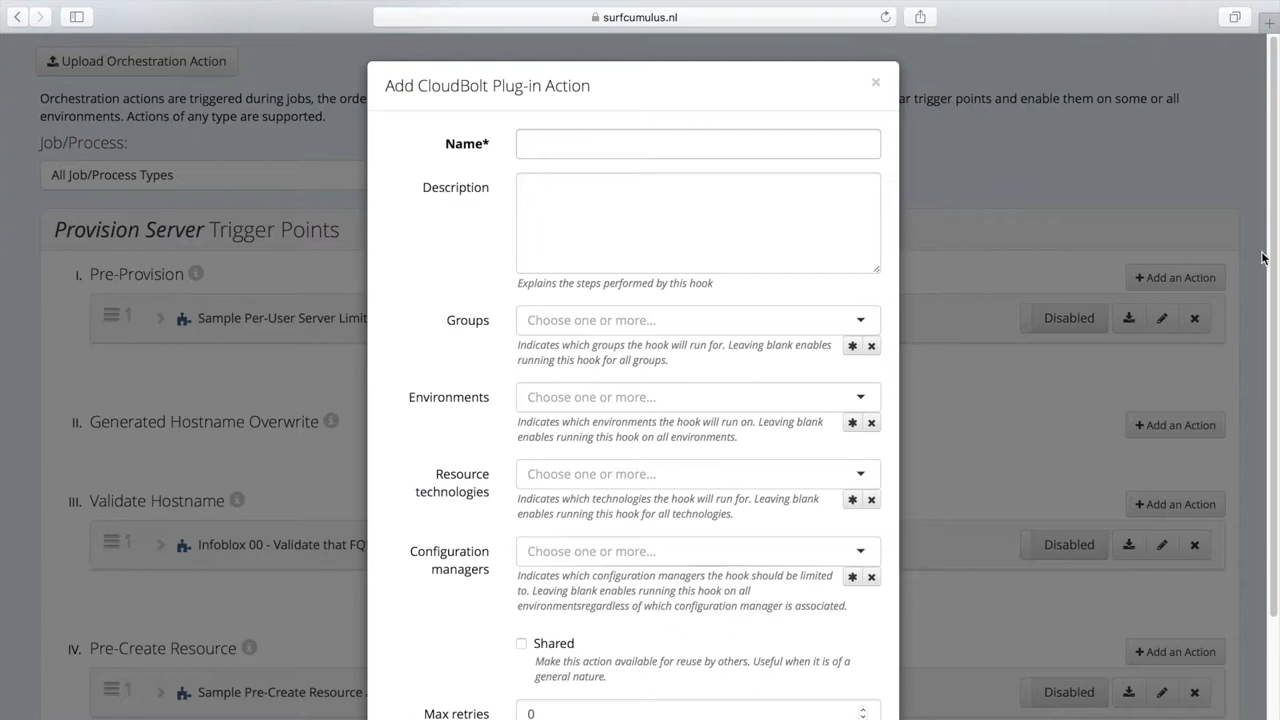 surfcumulus.nl
Upload Orchestration Action
Orchestration actions are triggered during jobs, the orde
ar trigger points and enable them on some or all
environments. Actions of any type are supported.
Job/Process:
All Job/Process Types
Provision Server Trigger Points
I. Pre-Provision
Add an Action
1 Sample Per-User Server Limit
Disabled
II. Generated Hostname Overwrite
Add an Action
III. Validate Hostname
Add an Action
1 Infoblox 00 - Validate that FQ
Disabled
IV. Pre-Create Resource
Add an Action
1 Sample Pre-Create Resource
Disabled
Add CloudBolt Plug-in Action
×
Name*
Description
Explains the steps performed by this hook
Groups
Choose one or more...
Indicates which groups the hook will run for. Leaving blank enables
running this hook for all groups.
Environments
Choose one or more...
Indicates which environments the hook will run on. Leaving blank
enables running this hook on all environments.
Resource
technologies
Choose one or more...
Indicates which technologies the hook will run for. Leaving blank
enables running this hook for all technologies.
Configuration
managers
Choose one or more...
Indicates which configuration managers the hook should be limited
to. Leaving blank enables running this hook on all
environmentsregardless of which configuration manager is associated.
Shared
Make this action available for reuse by others. Useful when it is of a
general nature.
Max retries
0